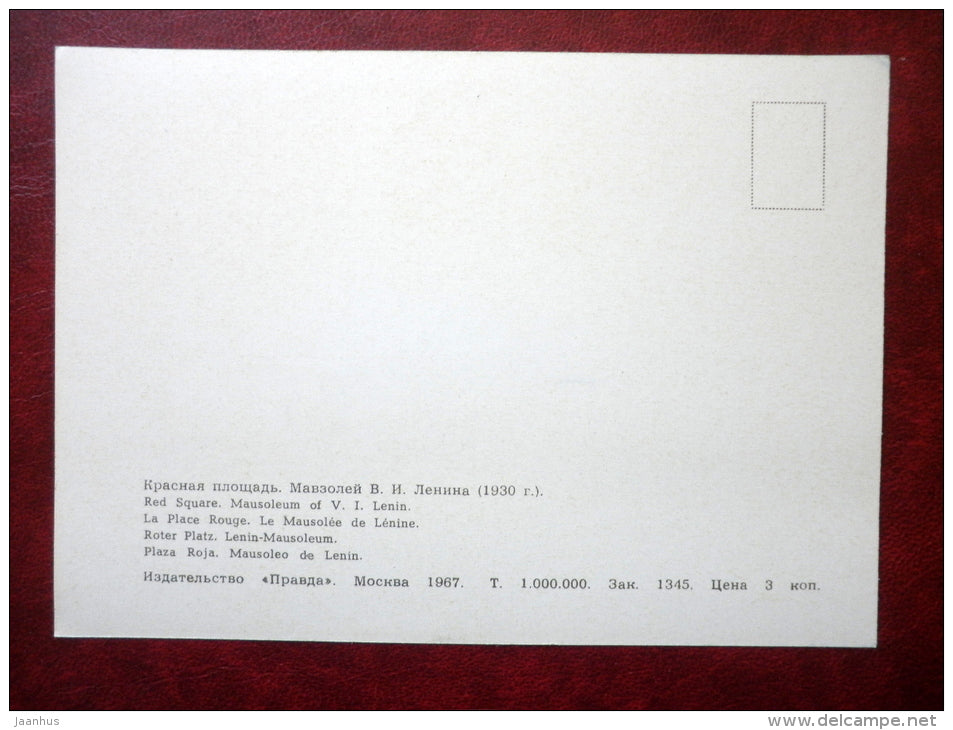 Красная площадь. Мавзолей В. И. Ленина (1930 г.).
Red Square. Mausoleum of V. I. Lenin.
La Place Rouge. Le Mausolée de Lénine.
Roter Platz. Lenin-Mausoleum.
Plaza Roja. Mausoleo de Lenin.
Издательство «Правда». Москва 1967. Т. 1.000.000. Зак. 1345. Цена 3 коп.
jaanhus
www.delcampe.net